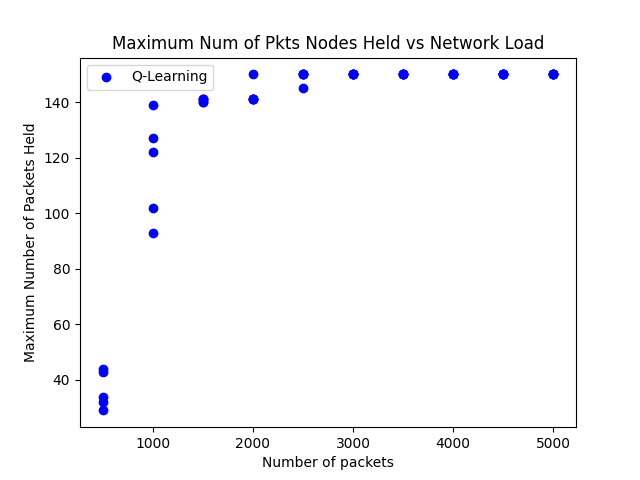 Maximum Num of Pkts Nodes Held vs Network Load
Q-Learning
Maximum Number of Packets Held
140
120
100
80
60
40
1000 2000 3000 4000 5000
Number of packets